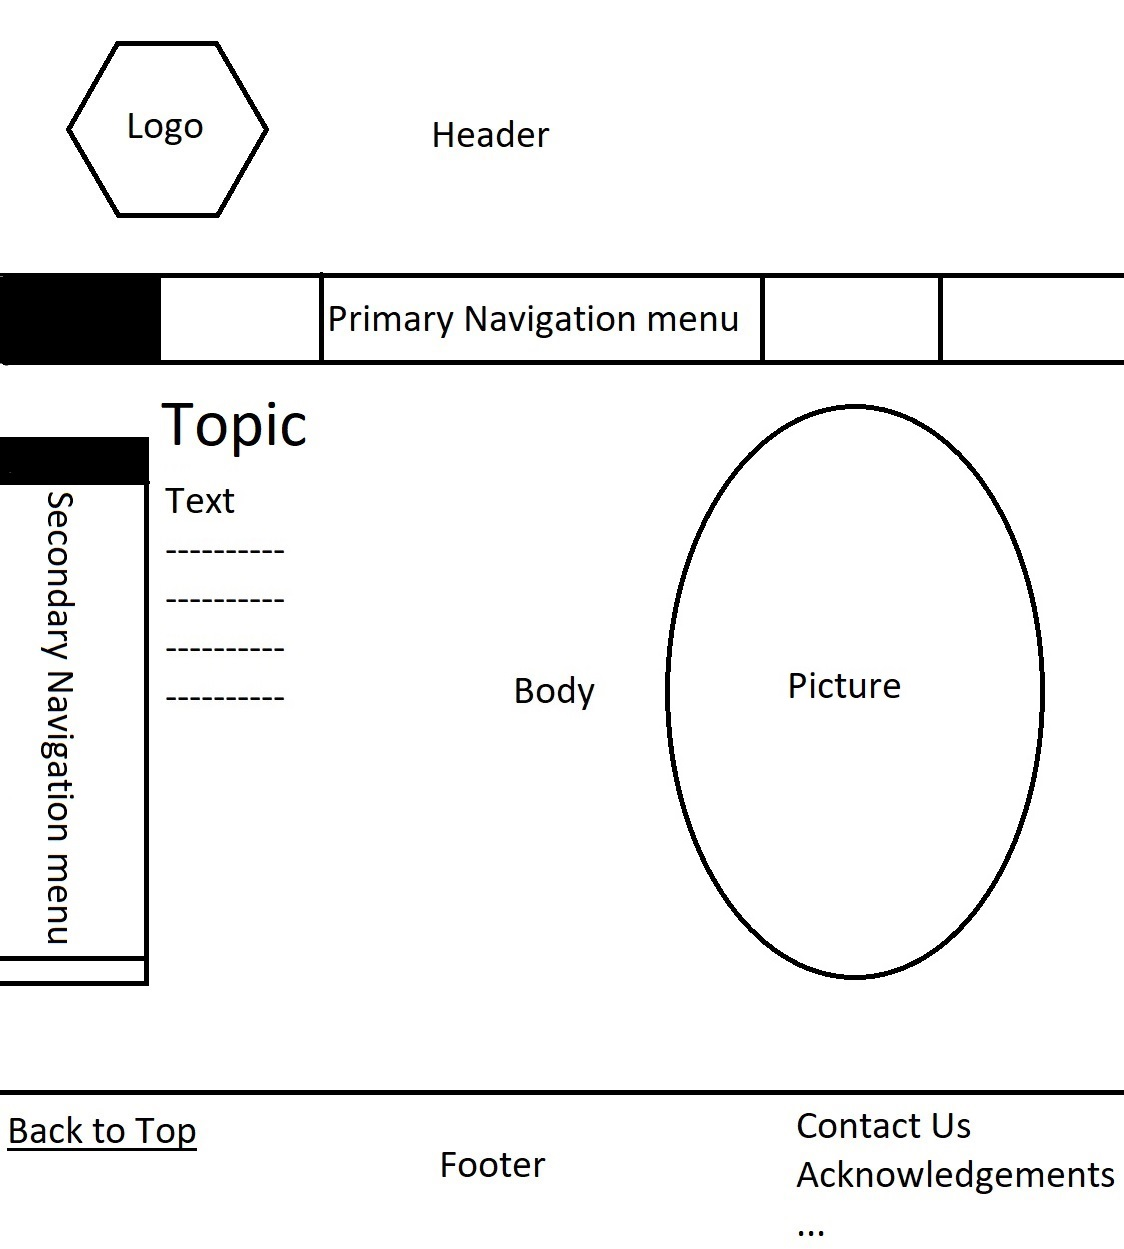 Logo
Header
Primary Navigation menu
Topic
Text
----------
----------
----------
----------
Secondary Navigation menu
Body
Picture
Back to Top
Footer
Contact Us
Acknowledgements
...